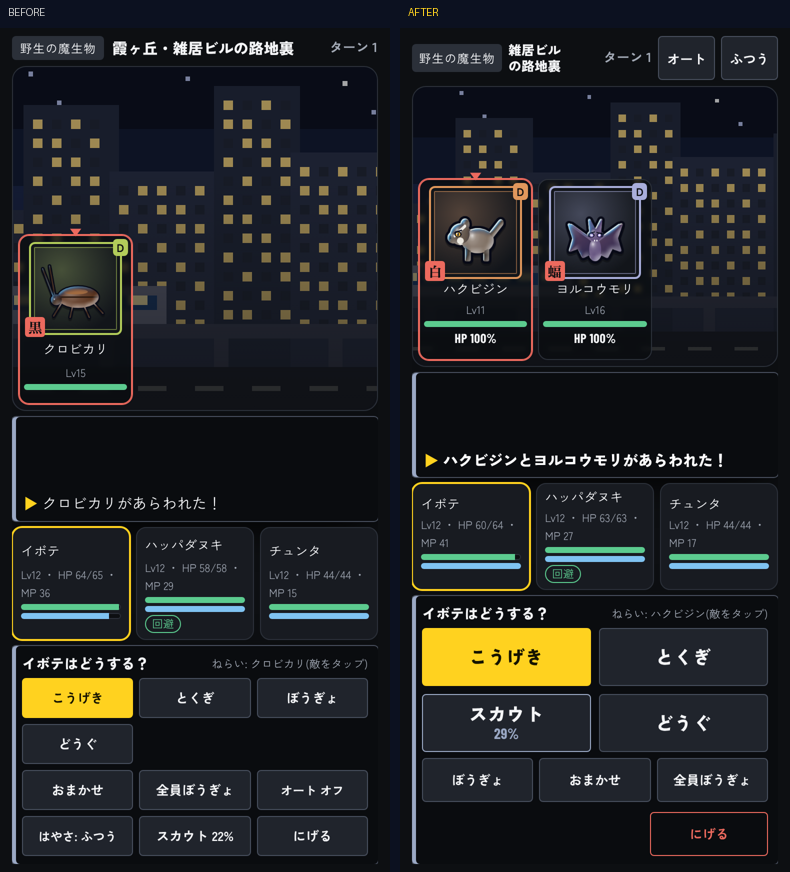 BEFORE
野生の魔生物 霞ヶ丘・雑居ビルの路地裏 ターン 1
D
黒
クロビカリ
Lv15
▶ クロビカリがあらわれた！
イボテ
Lv12 ・ HP 64/65 ・
MP 36
ハッパダヌキ
Lv12 ・ HP 58/58 ・
MP 29
回避
チュンタ
Lv12 ・ HP 44/44 ・
MP 15
イボテはどうする？ ねらい: クロビカリ(敵をタップ)
こうげき とくぎ ぼうぎょ
どうぐ
おまかせ 全員ぼうぎょ オート オフ
はやさ: ふつう スカウト 22% にげる
AFTER
野生の魔生物 雑居ビル
の路地裏
ターン 1 オート ふつう
D
白
ハクビジン
Lv11
HP 100%
D
蝠
ヨルコウモリ
Lv16
HP 100%
▶ ハクビジンとヨルコウモリがあらわれた！
イボテ
Lv12 ・ HP 60/64 ・
MP 41
ハッパダヌキ
Lv12 ・ HP 63/63 ・
MP 27
回避
チュンタ
Lv12 ・ HP 44/44 ・
MP 17
イボテはどうする？ ねらい: ハクビジン(敵をタップ)
こうげき とくぎ
スカウト
29%
どうぐ
ぼうぎょ おまかせ 全員ぼうぎょ
にげる